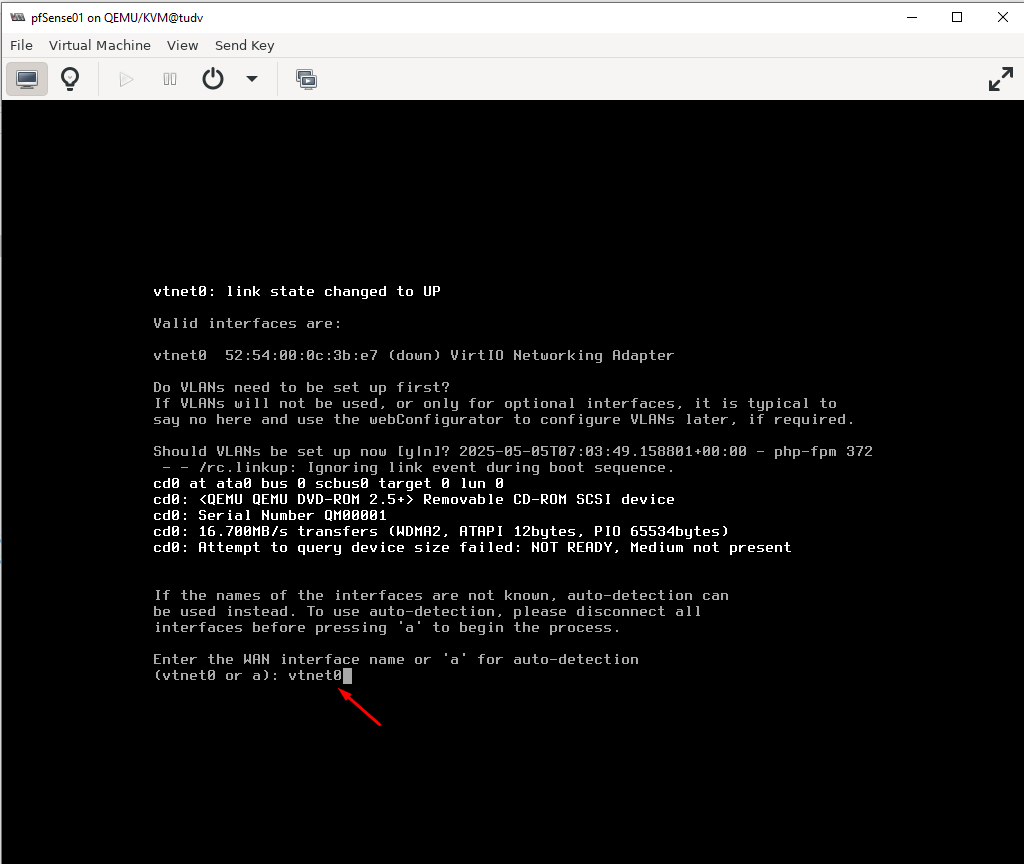 pfSense01 on QEMU/KVM@tudv
File Virtual Machine View Send Key
vtnet0: link state changed to UP
Valid interfaces are:
vtnet0  52:54:00:0c:3b:e7 (down) VirtIO Networking Adapter
Do VLANs need to be set up first?
If VLANs will not be used, or only for optional interfaces, it is typical to
say no here and use the webConfigurator to configure VLANs later, if required.
Should VLANs be set up now [y|n]? 2025-05-05T07:03:49.158801+00:00 - php-fpm 372
- - /rc.linkup: Ignoring link event during boot sequence.
cd0 at ata0 bus 0 scbus0 target 0 lun 0
cd0: <QEMU QEMU DVD-ROM 2.5+> Removable CD-ROM SCSI device
cd0: Serial Number QM00001
cd0: 16.700MB/s transfers (WDMA2, ATAPI 12bytes, PIO 65534bytes)
cd0: Attempt to query device size failed: NOT READY, Medium not present
If the names of the interfaces are not known, auto-detection can
be used instead. To use auto-detection, please disconnect all
interfaces before pressing 'a' to begin the process.
Enter the WAN interface name or 'a' for auto-detection
(vtnet0 or a): vtnet0